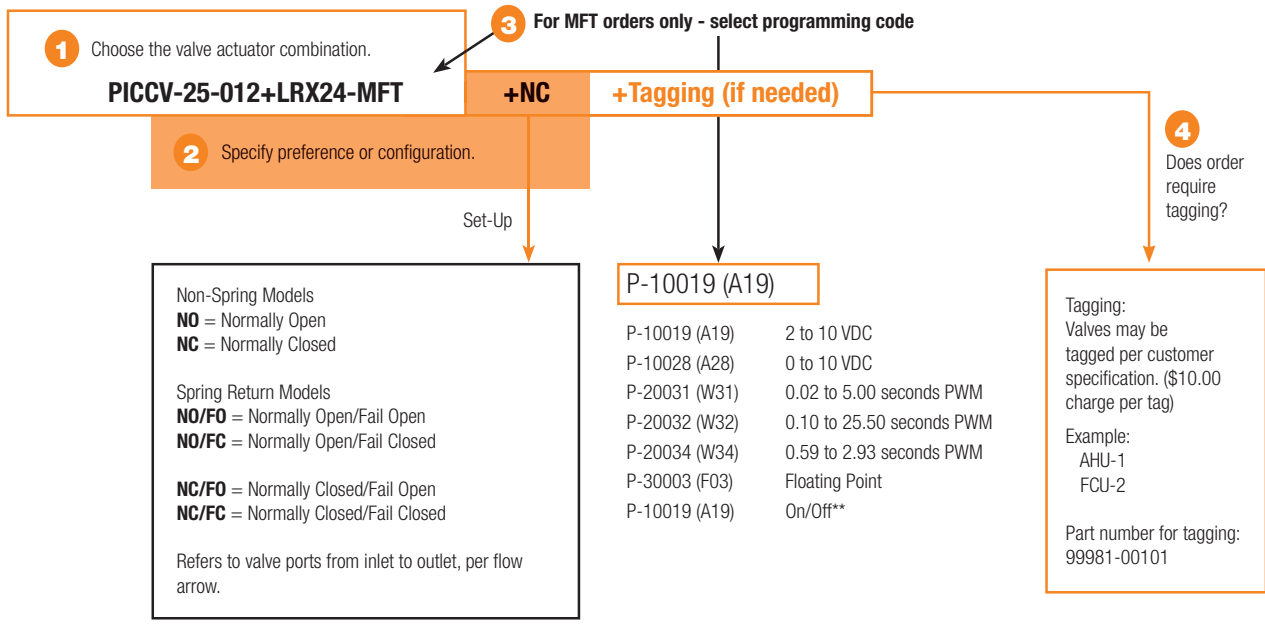 3 For MFT orders only - select programming code
1 Choose the valve actuator combination.
PICCV-25-012+LRX24-MFT +NC +Tagging (if needed)
2 Specify preference or configuration.
4
Does order
require
tagging?
Set-Up
Non-Spring Models
NO = Normally Open
NC = Normally Closed
Spring Return Models
NO/FO = Normally Open/Fail Open
NO/FC = Normally Open/Fail Closed
NC/FO = Normally Closed/Fail Open
NC/FC = Normally Closed/Fail Closed
Refers to valve ports from inlet to outlet, per flow
arrow.
P-10019 (A19)
P-10019 (A19) 2 to 10 VDC
P-10028 (A28) 0 to 10 VDC
P-20031 (W31) 0.02 to 5.00 seconds PWM
P-20032 (W32) 0.10 to 25.50 seconds PWM
P-20034 (W34) 0.59 to 2.93 seconds PWM
P-30003 (F03) Floating Point
P-10019 (A19) On/Off**
Tagging:
Valves may be
tagged per customer
specification. ($10.00
charge per tag)
Example:
AHU-1
FCU-2
Part number for tagging:
99981-00101